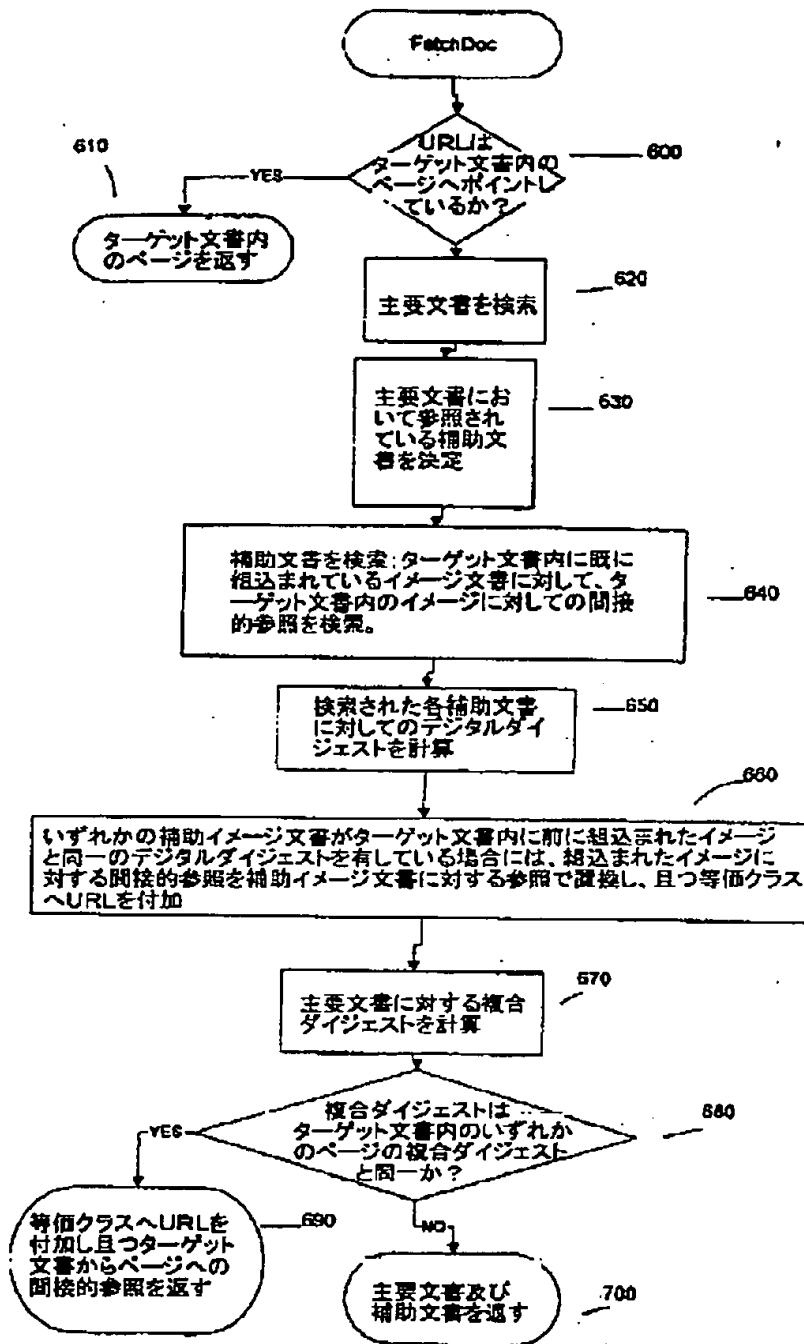 FetchDoc
URLは
ターゲット文書内の
ページへポイントし
ているか？
600
610
YES
ターゲット文書内
のページを返す
主要文書を検索
620
主要文書にお
いて参照され
ている補助文
書を決定
630
補助文書を検索；ターゲット文書内に既に
組込まれているイメージ文書に対して、タ
ーゲット文書内のイメージに対しての間接
的参照を検索。
640
検索された各補助文書
に対してのデジタルダイ
ジェストを計算
650
660
いずれかの補助イメージ文書がターゲット文書内に前に組込まれたイメージ
と同一のデジタルダイジェストを有している場合には、組込まれたイメージに
対する間接的参照を補助イメージ文書に対する参照で置換し、且つ等価クラス
へURLを付加
670
主要文書に対する複合
ダイジェストを計算
複合ダイジェストは
ターゲット文書内のいずれか
のページの複合ダイジェスト
と同一か？
680
YES
等価クラスへURLを
付加し且つターゲット
文書からページへの
間接的参照を返す
690
NO
主要文書及び
補助文書を返す
700